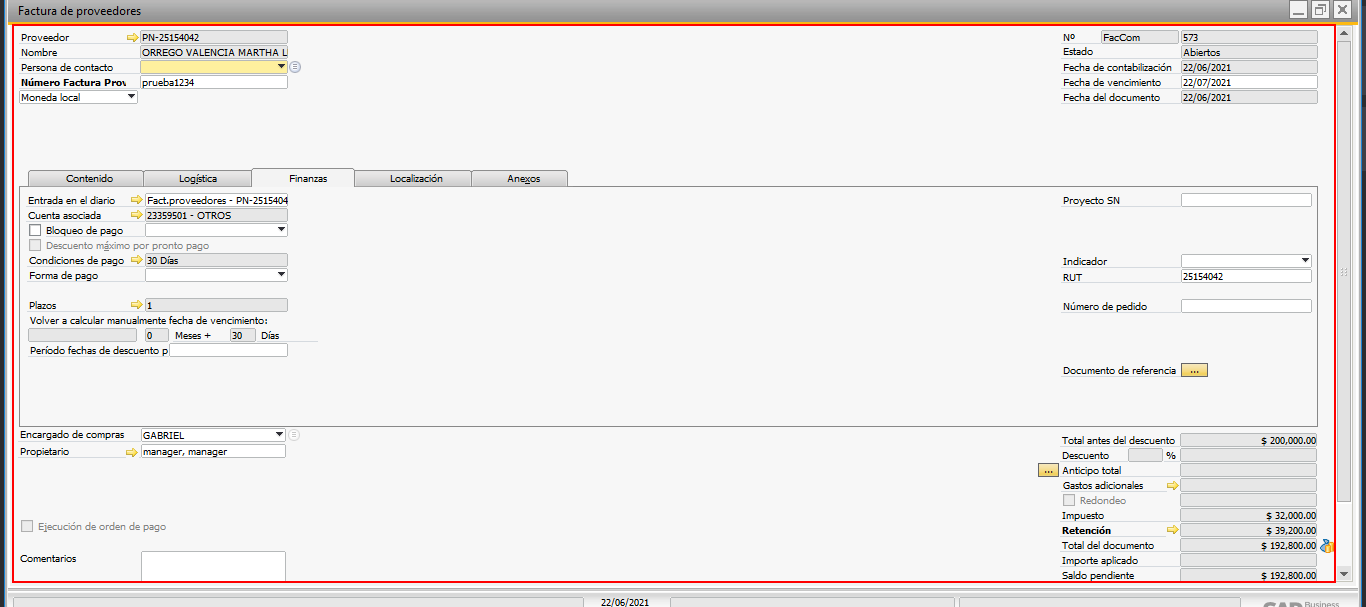 Factura de proveedores
Proveedor PN-25154042
Nombre ORREGO VALENCIA MARTHA L
Persona de contacto
Número Factura Prov prueba1234
Moneda local
Nº FacCom 573
Estado Abiertos
Fecha de contabilización 22/06/2021
Fecha de vencimiento 22/07/2021
Fecha del documento 22/06/2021
Contenido Logística Finanzas Localización Anexos
Entrada en el diario Fact.proveedores - PN-2515404
Cuenta asociada 23359501 - OTROS
Bloqueo de pago
Descuento máximo por pronto pago
Condiciones de pago 30 Días
Forma de pago
Plazos 1
Volver a calcular manualmente fecha de vencimiento:
0 Meses + 30 Días
Período fechas de descuento p
Proyecto SN
Indicador
RUT 25154042
Número de pedido
Documento de referencia ...
Encargado de compras GABRIEL
Propietario manager, manager
Ejecución de orden de pago
Comentarios
Total antes del descuento $ 200,000.00
Descuento %
... Anticipo total
Gastos adicionales
Redondeo
Impuesto $ 32,000.00
Retención $ 39,200.00
Total del documento $ 192,800.00
Importe aplicado
Saldo pendiente $ 192,800.00
22/06/2021
SAP Business